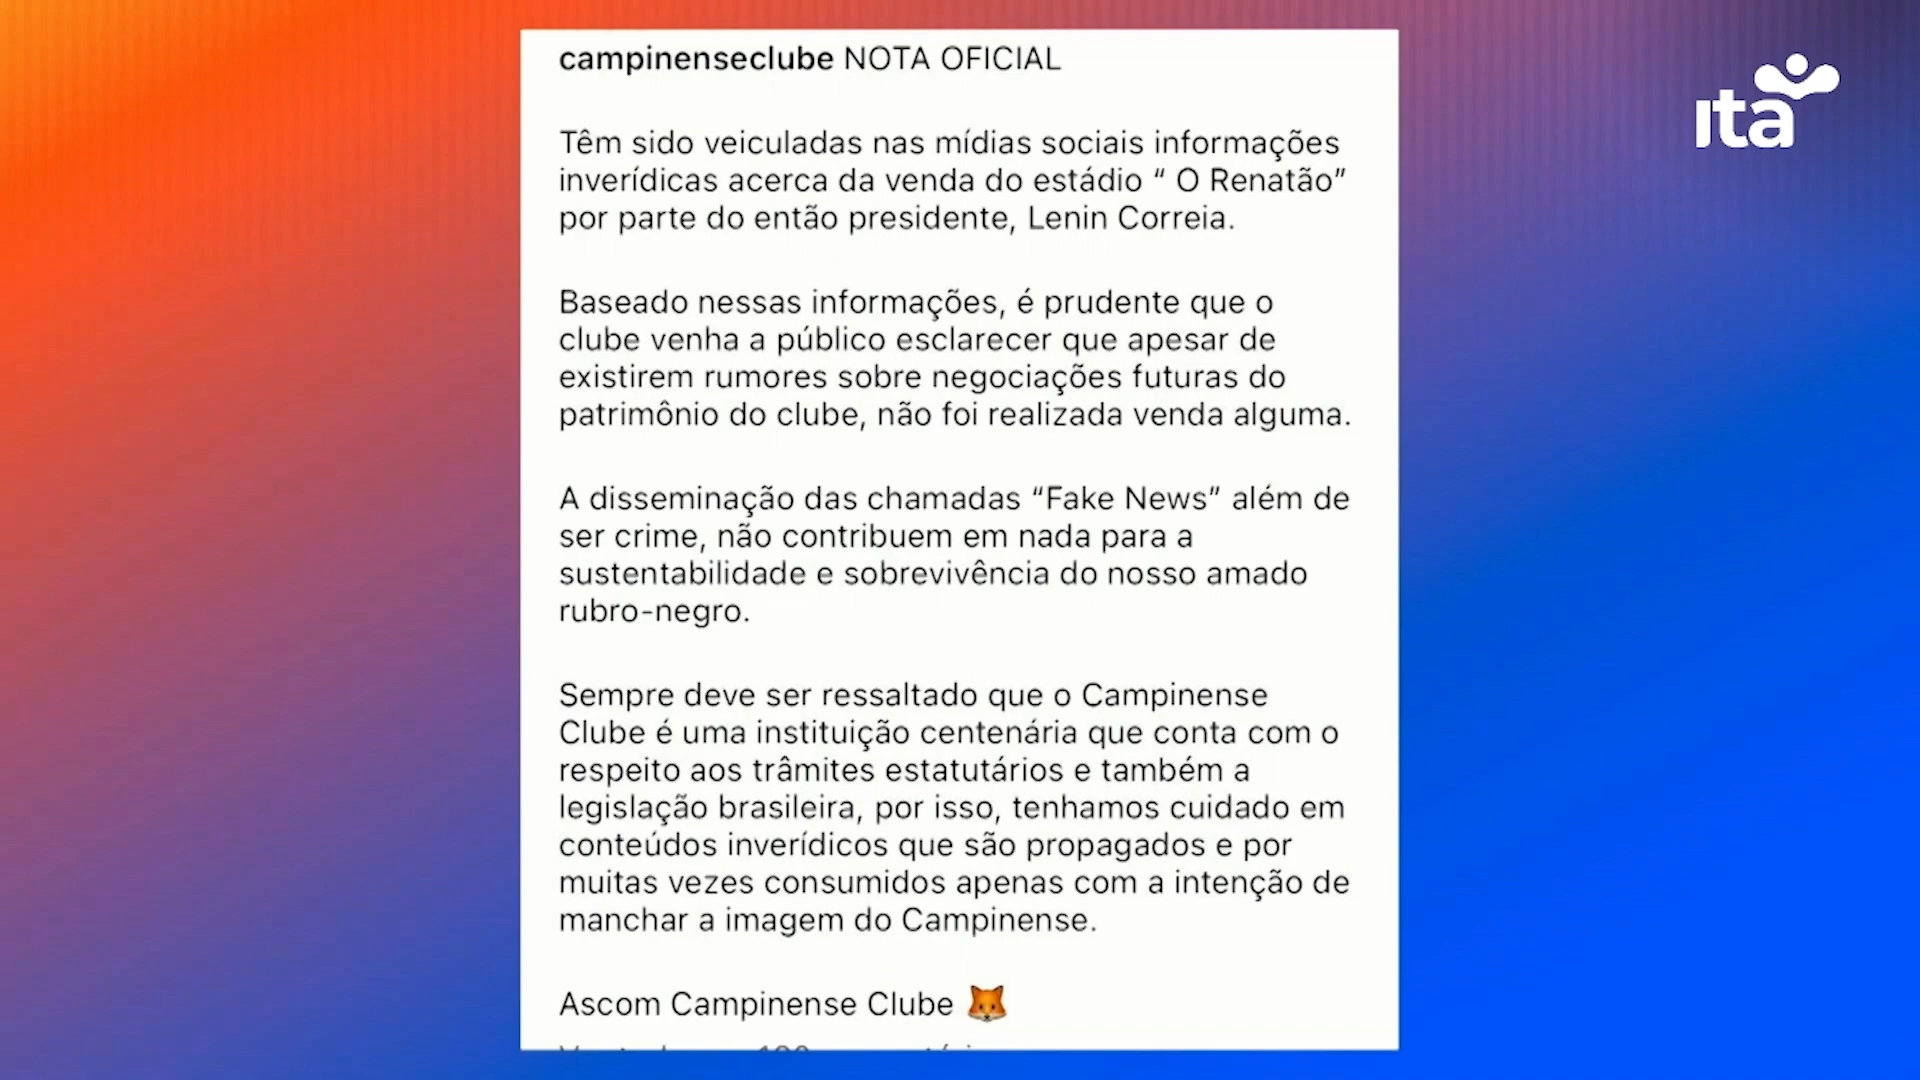 campinenseclube NOTA OFICIAL
ita
Têm sido veiculadas nas mídias sociais informações
inverídicas acerca da venda do estádio “ O Renatão”
por parte do então presidente, Lenin Correia.
Baseado nessas informações, é prudente que o
clube venha a público esclarecer que apesar de
existirem rumores sobre negociações futuras do
patrimônio do clube, não foi realizada venda alguma.
A disseminação das chamadas “Fake News” além de
ser crime, não contribuem em nada para a
sustentabilidade e sobrevivência do nosso amado
rubro-negro.
Sempre deve ser ressaltado que o Campinense
Clube é uma instituição centenária que conta com o
respeito aos trâmites estatutários e também a
legislação brasileira, por isso, tenhamos cuidado em
conteúdos inverídicos que são propagados e por
muitas vezes consumidos apenas com a intenção de
manchar a imagem do Campinense.
Ascom Campinense Clube 🦊